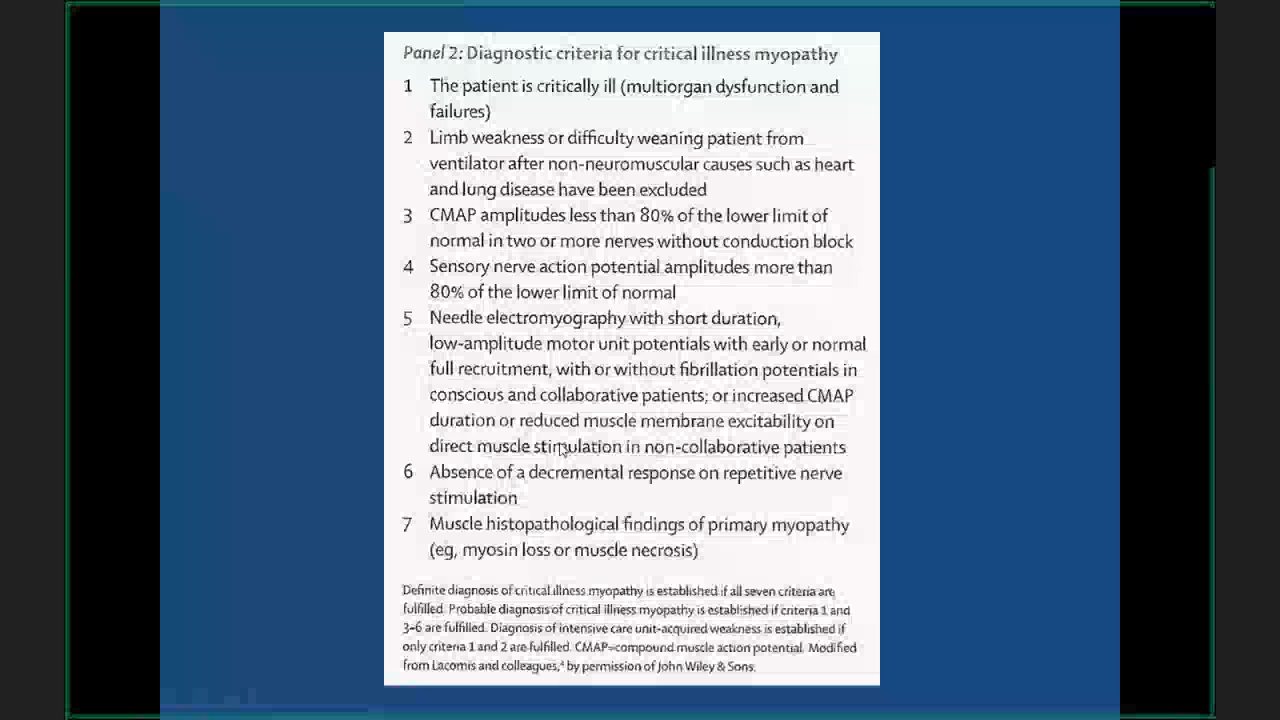 Panel 2: Diagnostic criteria for critical illness myopathy
1 The patient is critically ill (multiorgan dysfunction and
failures)
2 Limb weakness or difficulty weaning patient from
ventilator after non-neuromuscular causes such as heart
and lung disease have been excluded
3 CMAP amplitudes less than 80% of the lower limit of
normal in two or more nerves without conduction block
4 Sensory nerve action potential amplitudes more than
80% of the lower limit of normal
5 Needle electromyography with short duration,
low-amplitude motor unit potentials with early or normal
full recruitment, with or without fibrillation potentials in
conscious and collaborative patients; or increased CMAP
duration or reduced muscle membrane excitability on
direct muscle stimulation in non-collaborative patients
6 Absence of a decremental response on repetitive nerve
stimulation
7 Muscle histopathological findings of primary myopathy
(eg, myosin loss or muscle necrosis)
Definite diagnosis of critical illness myopathy is established if all seven criteria are
fulfilled. Probable diagnosis of critical illness myopathy is established if criteria 1 and
3–6 are fulfilled. Diagnosis of intensive care unit-acquired weakness is established if
only criteria 1 and 2 are fulfilled. CMAP=compound muscle action potential. Modified
from Lacomis and colleagues,⁴ by permission of John Wiley & Sons.